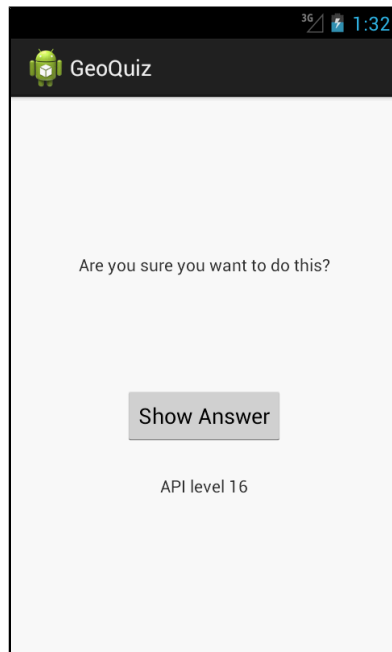 3G 1:32
GeoQuiz
Are you sure you want to do this?
Show Answer
API level 16